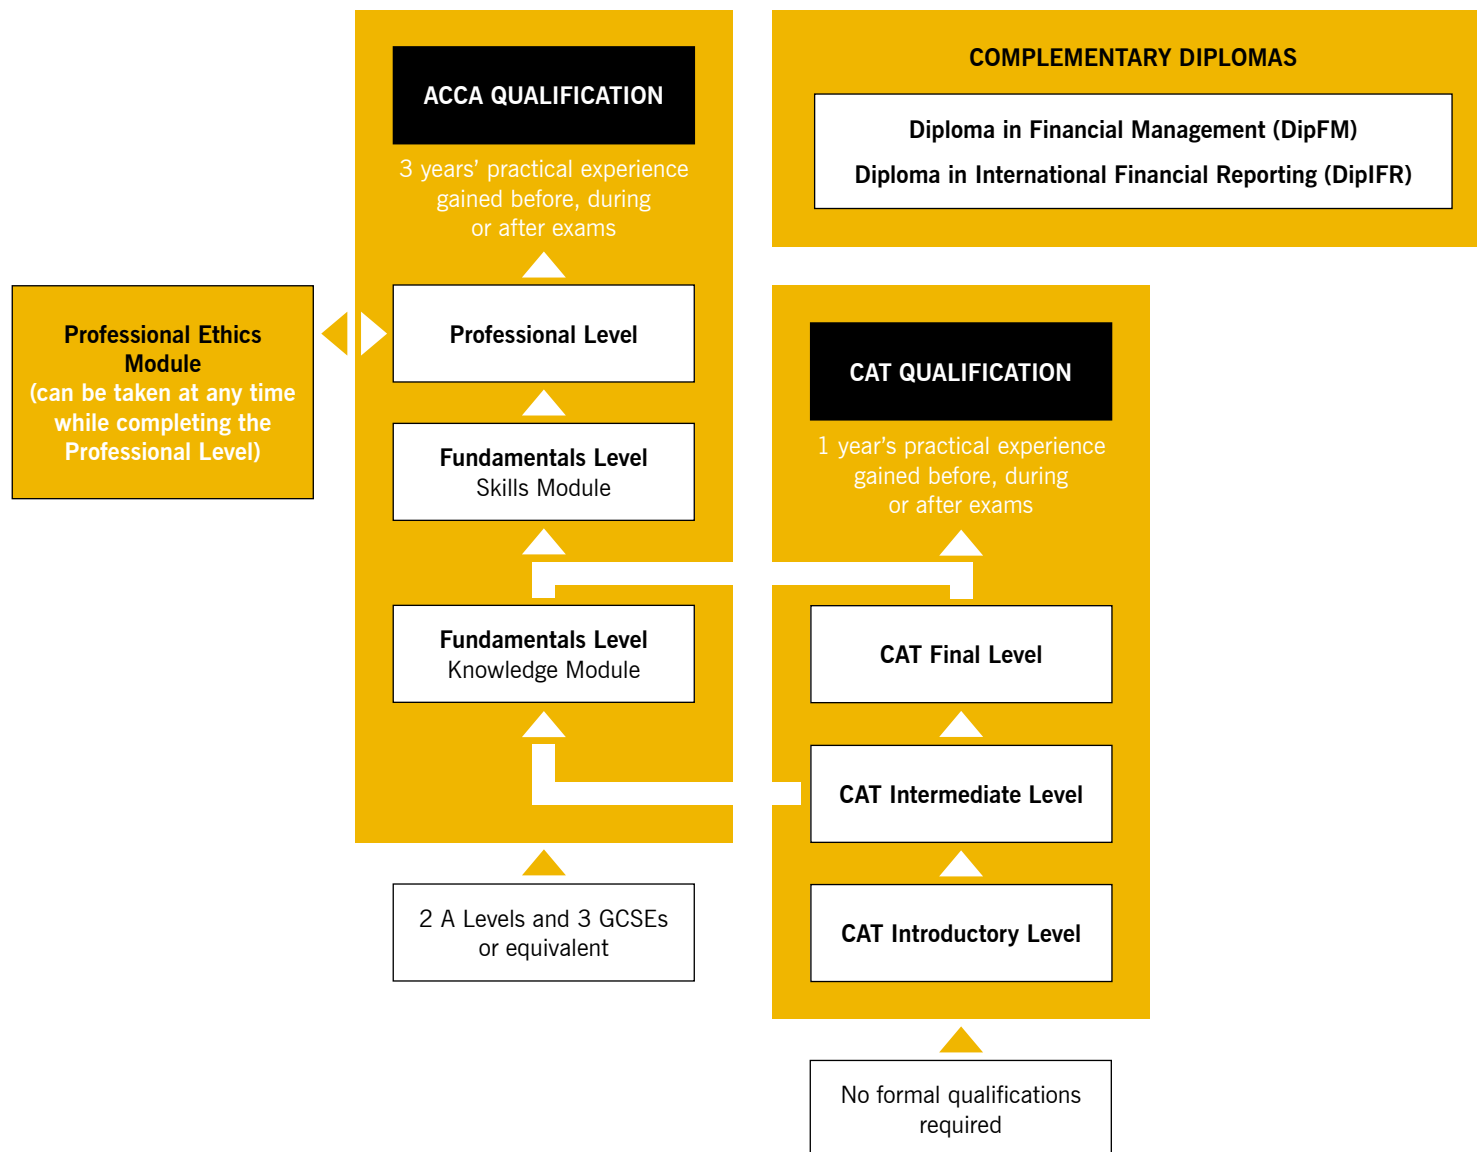 ACCA QUALIFICATION
3 years’ practical experience
gained before, during
or after exams
Professional Level
Fundamentals Level
Skills Module
Fundamentals Level
Knowledge Module
2 A Levels and 3 GCSEs
or equivalent
Professional Ethics
Module
(can be taken at any time
while completing the
Professional Level)
COMPLEMENTARY DIPLOMAS
Diploma in Financial Management (DipFM)
Diploma in International Financial Reporting (DipIFR)
CAT QUALIFICATION
1 year’s practical experience
gained before, during
or after exams
CAT Final Level
CAT Intermediate Level
CAT Introductory Level
No formal qualifications
required